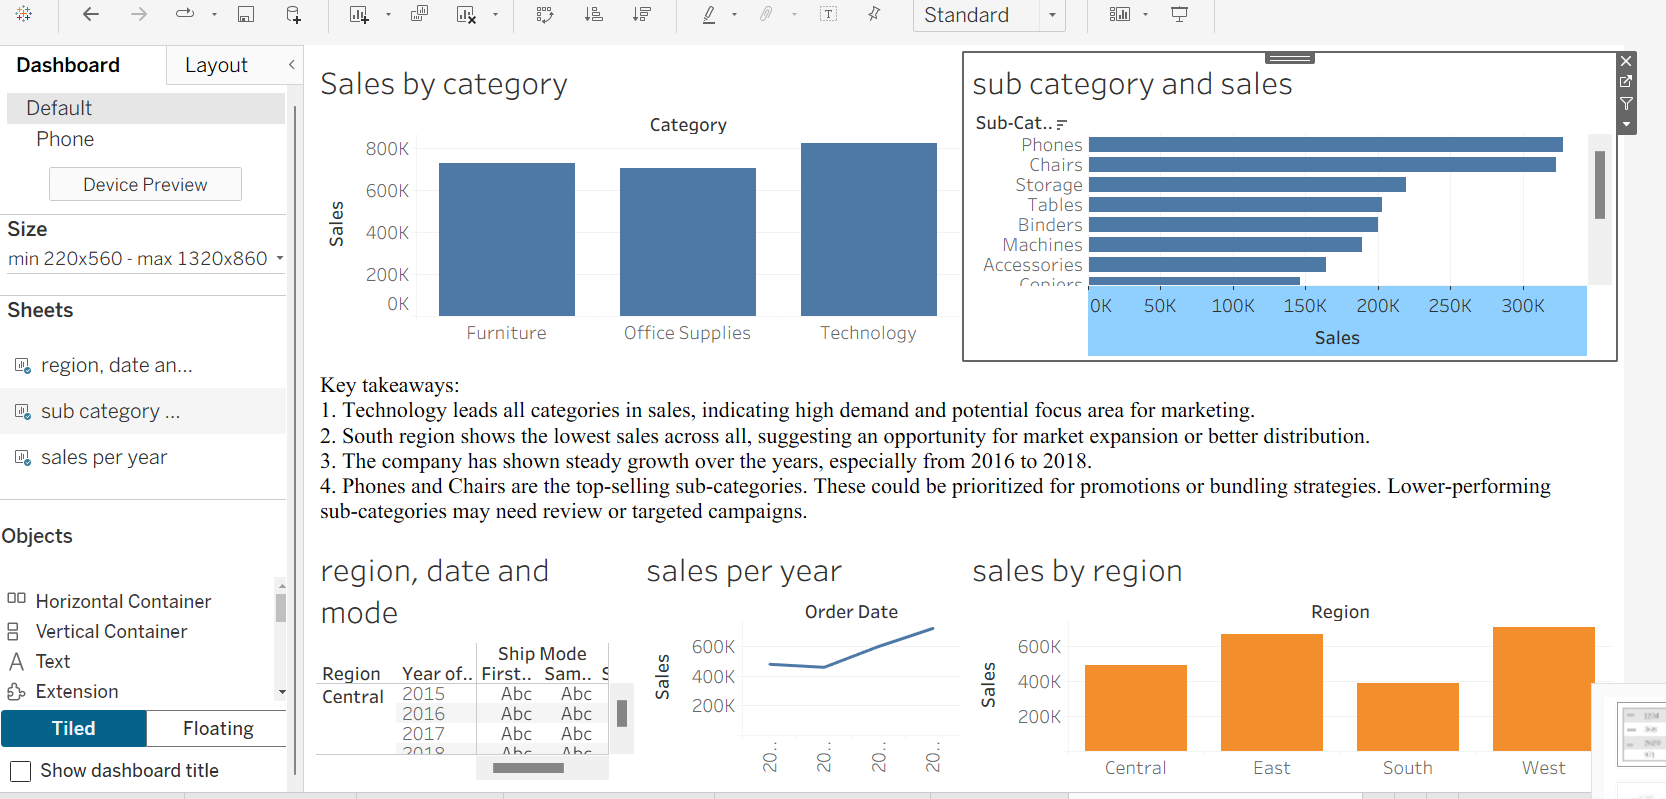 Standard
Dashboard
Layout
Default
Phone
Device Preview
Size
min 220x560 - max 1320x860
Sheets
region, date an...
sub category ...
sales per year
Objects
Horizontal Container
Vertical Container
Text
Extension
Tiled
Floating
Show dashboard title
Sales by category
Category
Sales
800K
600K
400K
200K
0K
Furniture
Office Supplies
Technology
sub category and sales
Sub-Cat..
Phones
Chairs
Storage
Tables
Binders
Machines
Accessories
Copiers
0K 50K 100K 150K 200K 250K 300K
Sales
Key takeaways:
1. Technology leads all categories in sales, indicating high demand and potential focus area for marketing.
2. South region shows the lowest sales across all, suggesting an opportunity for market expansion or better distribution.
3. The company has shown steady growth over the years, especially from 2016 to 2018.
4. Phones and Chairs are the top-selling sub-categories. These could be prioritized for promotions or bundling strategies. Lower-performing
sub-categories may need review or targeted campaigns.
region, date and
mode
Ship Mode
Region Year of.. First.. Sam.. S
Central 2015 Abc Abc
2016 Abc Abc
2017 Abc Abc
2018 Abc Abc
sales per year
Order Date
Sales
600K
400K
200K
20.. 20.. 20.. 20..
sales by region
Region
Sales
600K
400K
200K
Central
East
South
West